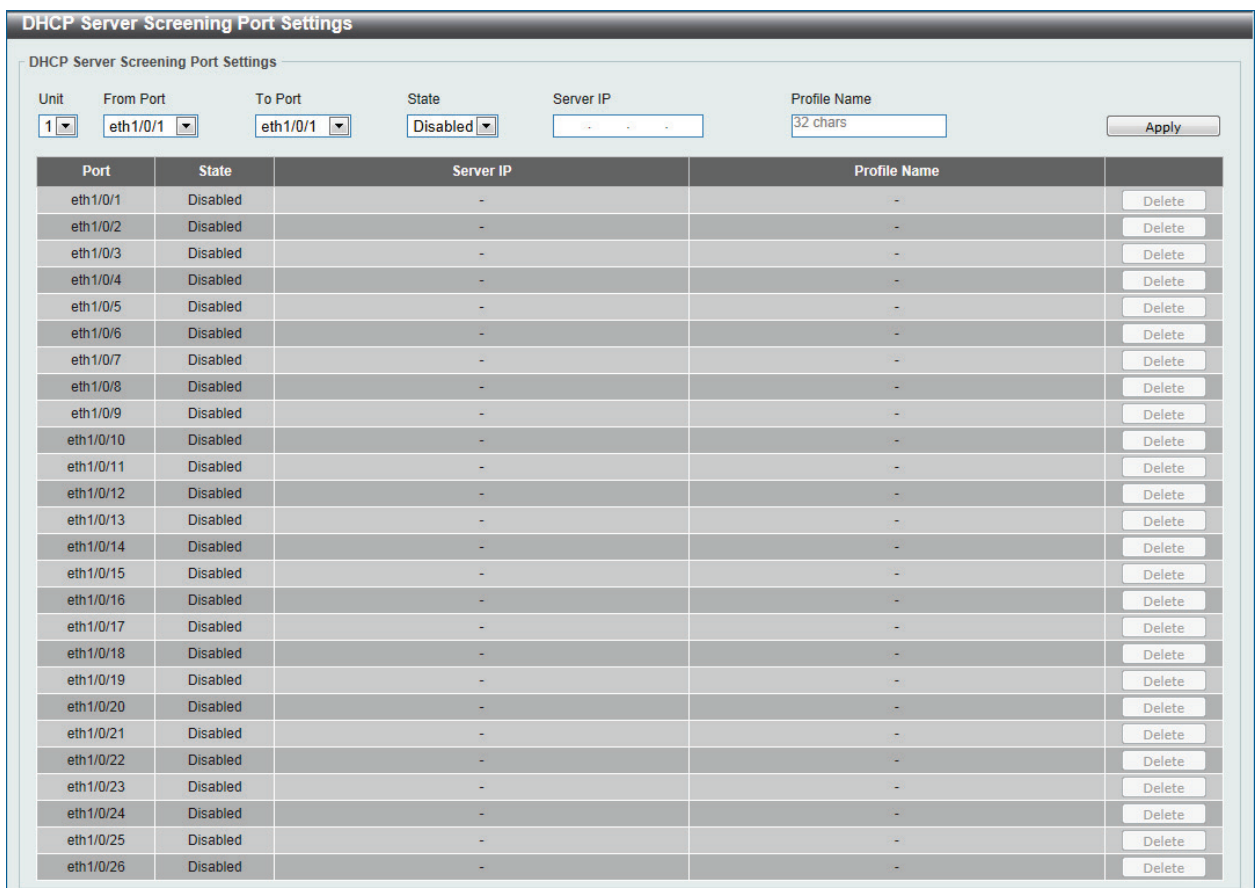 DHCP Server Screening Port Settings
DHCP Server Screening Port Settings
Unit From Port To Port State Server IP Profile Name
1 eth1/0/1 eth1/0/1 Disabled . . . 32 chars Apply
Port State Server IP Profile Name
eth1/0/1 Disabled - - Delete
eth1/0/2 Disabled - - Delete
eth1/0/3 Disabled - - Delete
eth1/0/4 Disabled - - Delete
eth1/0/5 Disabled - - Delete
eth1/0/6 Disabled - - Delete
eth1/0/7 Disabled - - Delete
eth1/0/8 Disabled - - Delete
eth1/0/9 Disabled - - Delete
eth1/0/10 Disabled - - Delete
eth1/0/11 Disabled - - Delete
eth1/0/12 Disabled - - Delete
eth1/0/13 Disabled - - Delete
eth1/0/14 Disabled - - Delete
eth1/0/15 Disabled - - Delete
eth1/0/16 Disabled - - Delete
eth1/0/17 Disabled - - Delete
eth1/0/18 Disabled - - Delete
eth1/0/19 Disabled - - Delete
eth1/0/20 Disabled - - Delete
eth1/0/21 Disabled - - Delete
eth1/0/22 Disabled - - Delete
eth1/0/23 Disabled - - Delete
eth1/0/24 Disabled - - Delete
eth1/0/25 Disabled - - Delete
eth1/0/26 Disabled - - Delete